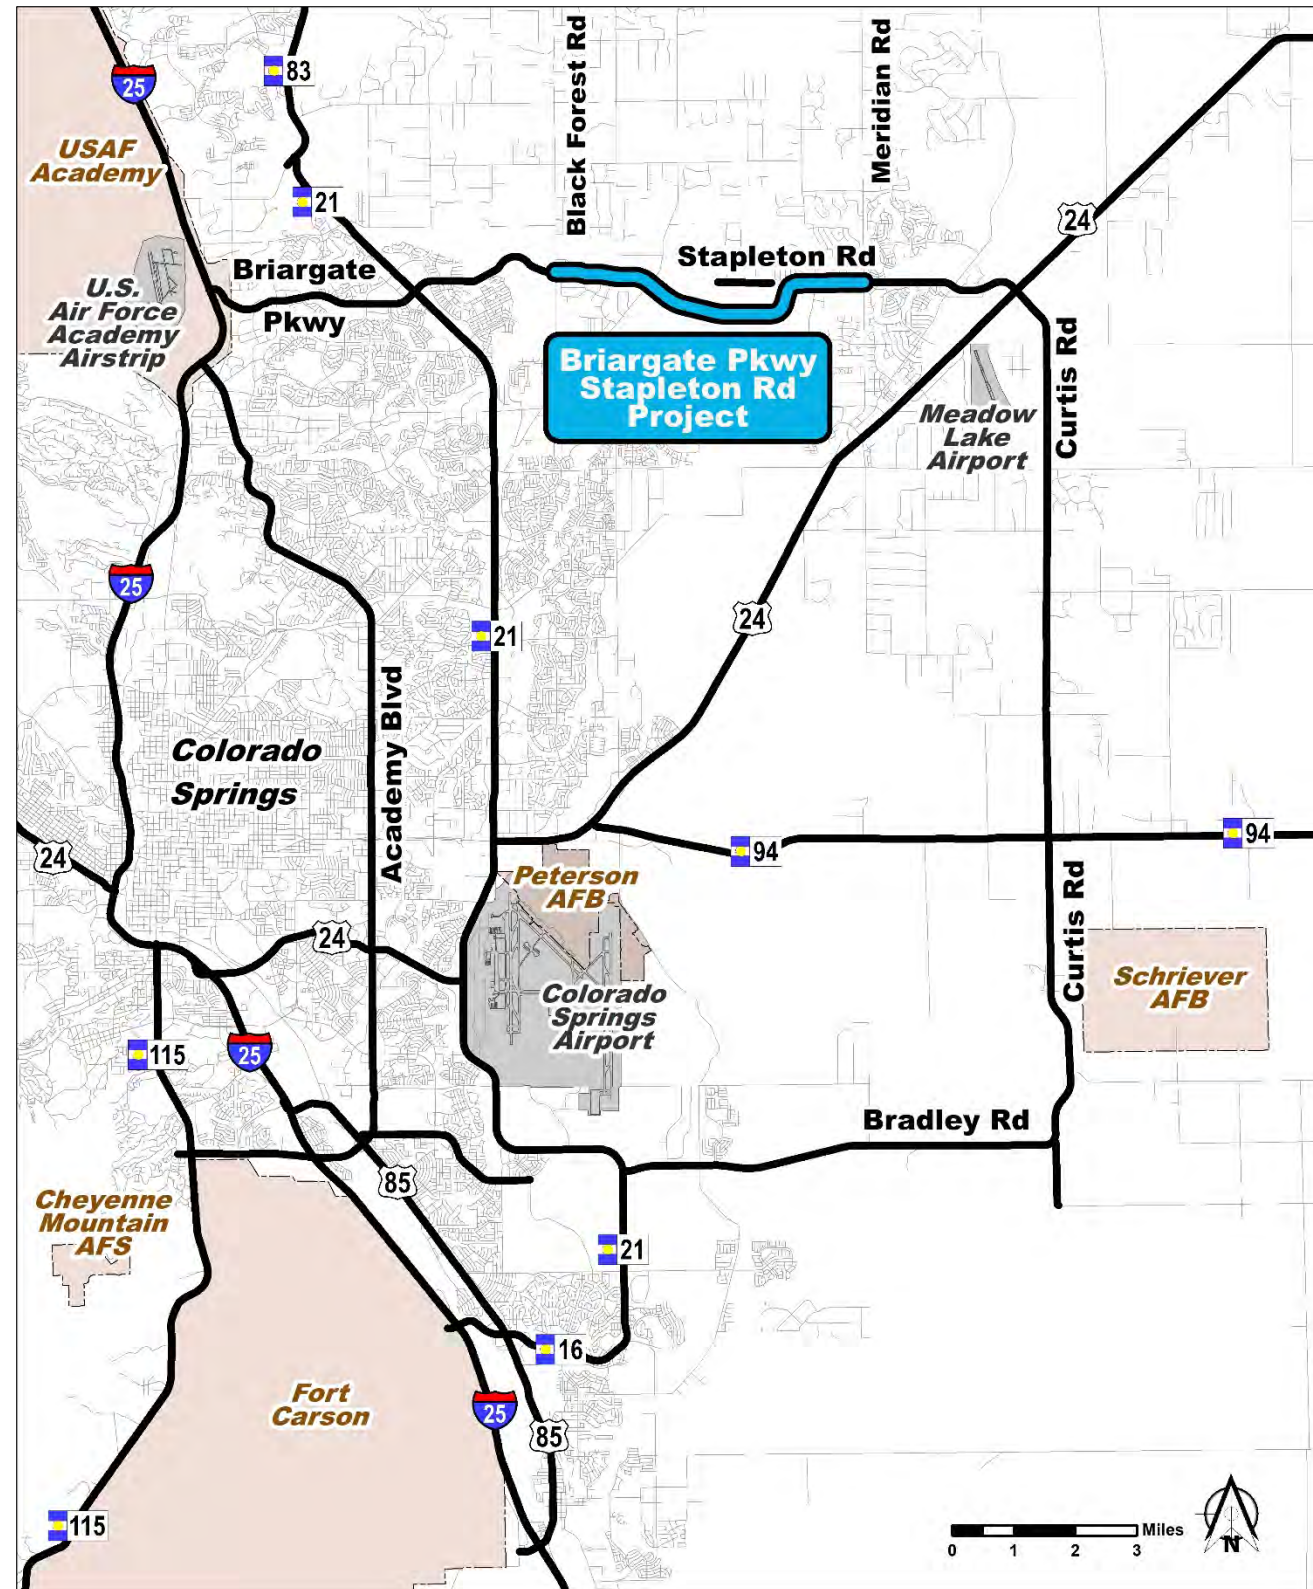 25
83
Black Forest Rd
Meridian Rd
USAF
Academy
21
24
Briargate
Pkwy
Stapleton Rd
U.S.
Air Force
Academy
Airstrip
Briargate Pkwy
Stapleton Rd
Project
Curtis Rd
Meadow
Lake
Airport
25
24
21
Colorado
Springs
Academy Blvd
24
94
94
Peterson
AFB
Curtis Rd
24
Schriever
AFB
Colorado
Springs
Airport
115
25
Bradley Rd
85
Cheyenne
Mountain
AFS
21
16
Fort
Carson
25
85
115
Miles
0 1 2 3
N